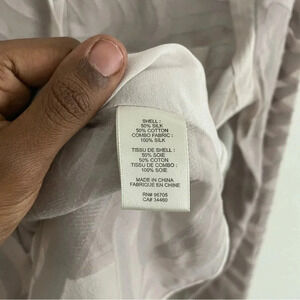 SHELL :
50% SILK
50% COTTON
COMBO FABRIC :
100% SILK
TISSU DE SHELL :
50% SOIE
50% COTON
TISSU DE COMBO :
100% SOIE
MADE IN CHINA
FABRIQUE EN CHINE
RN# 96705
CA# 34460